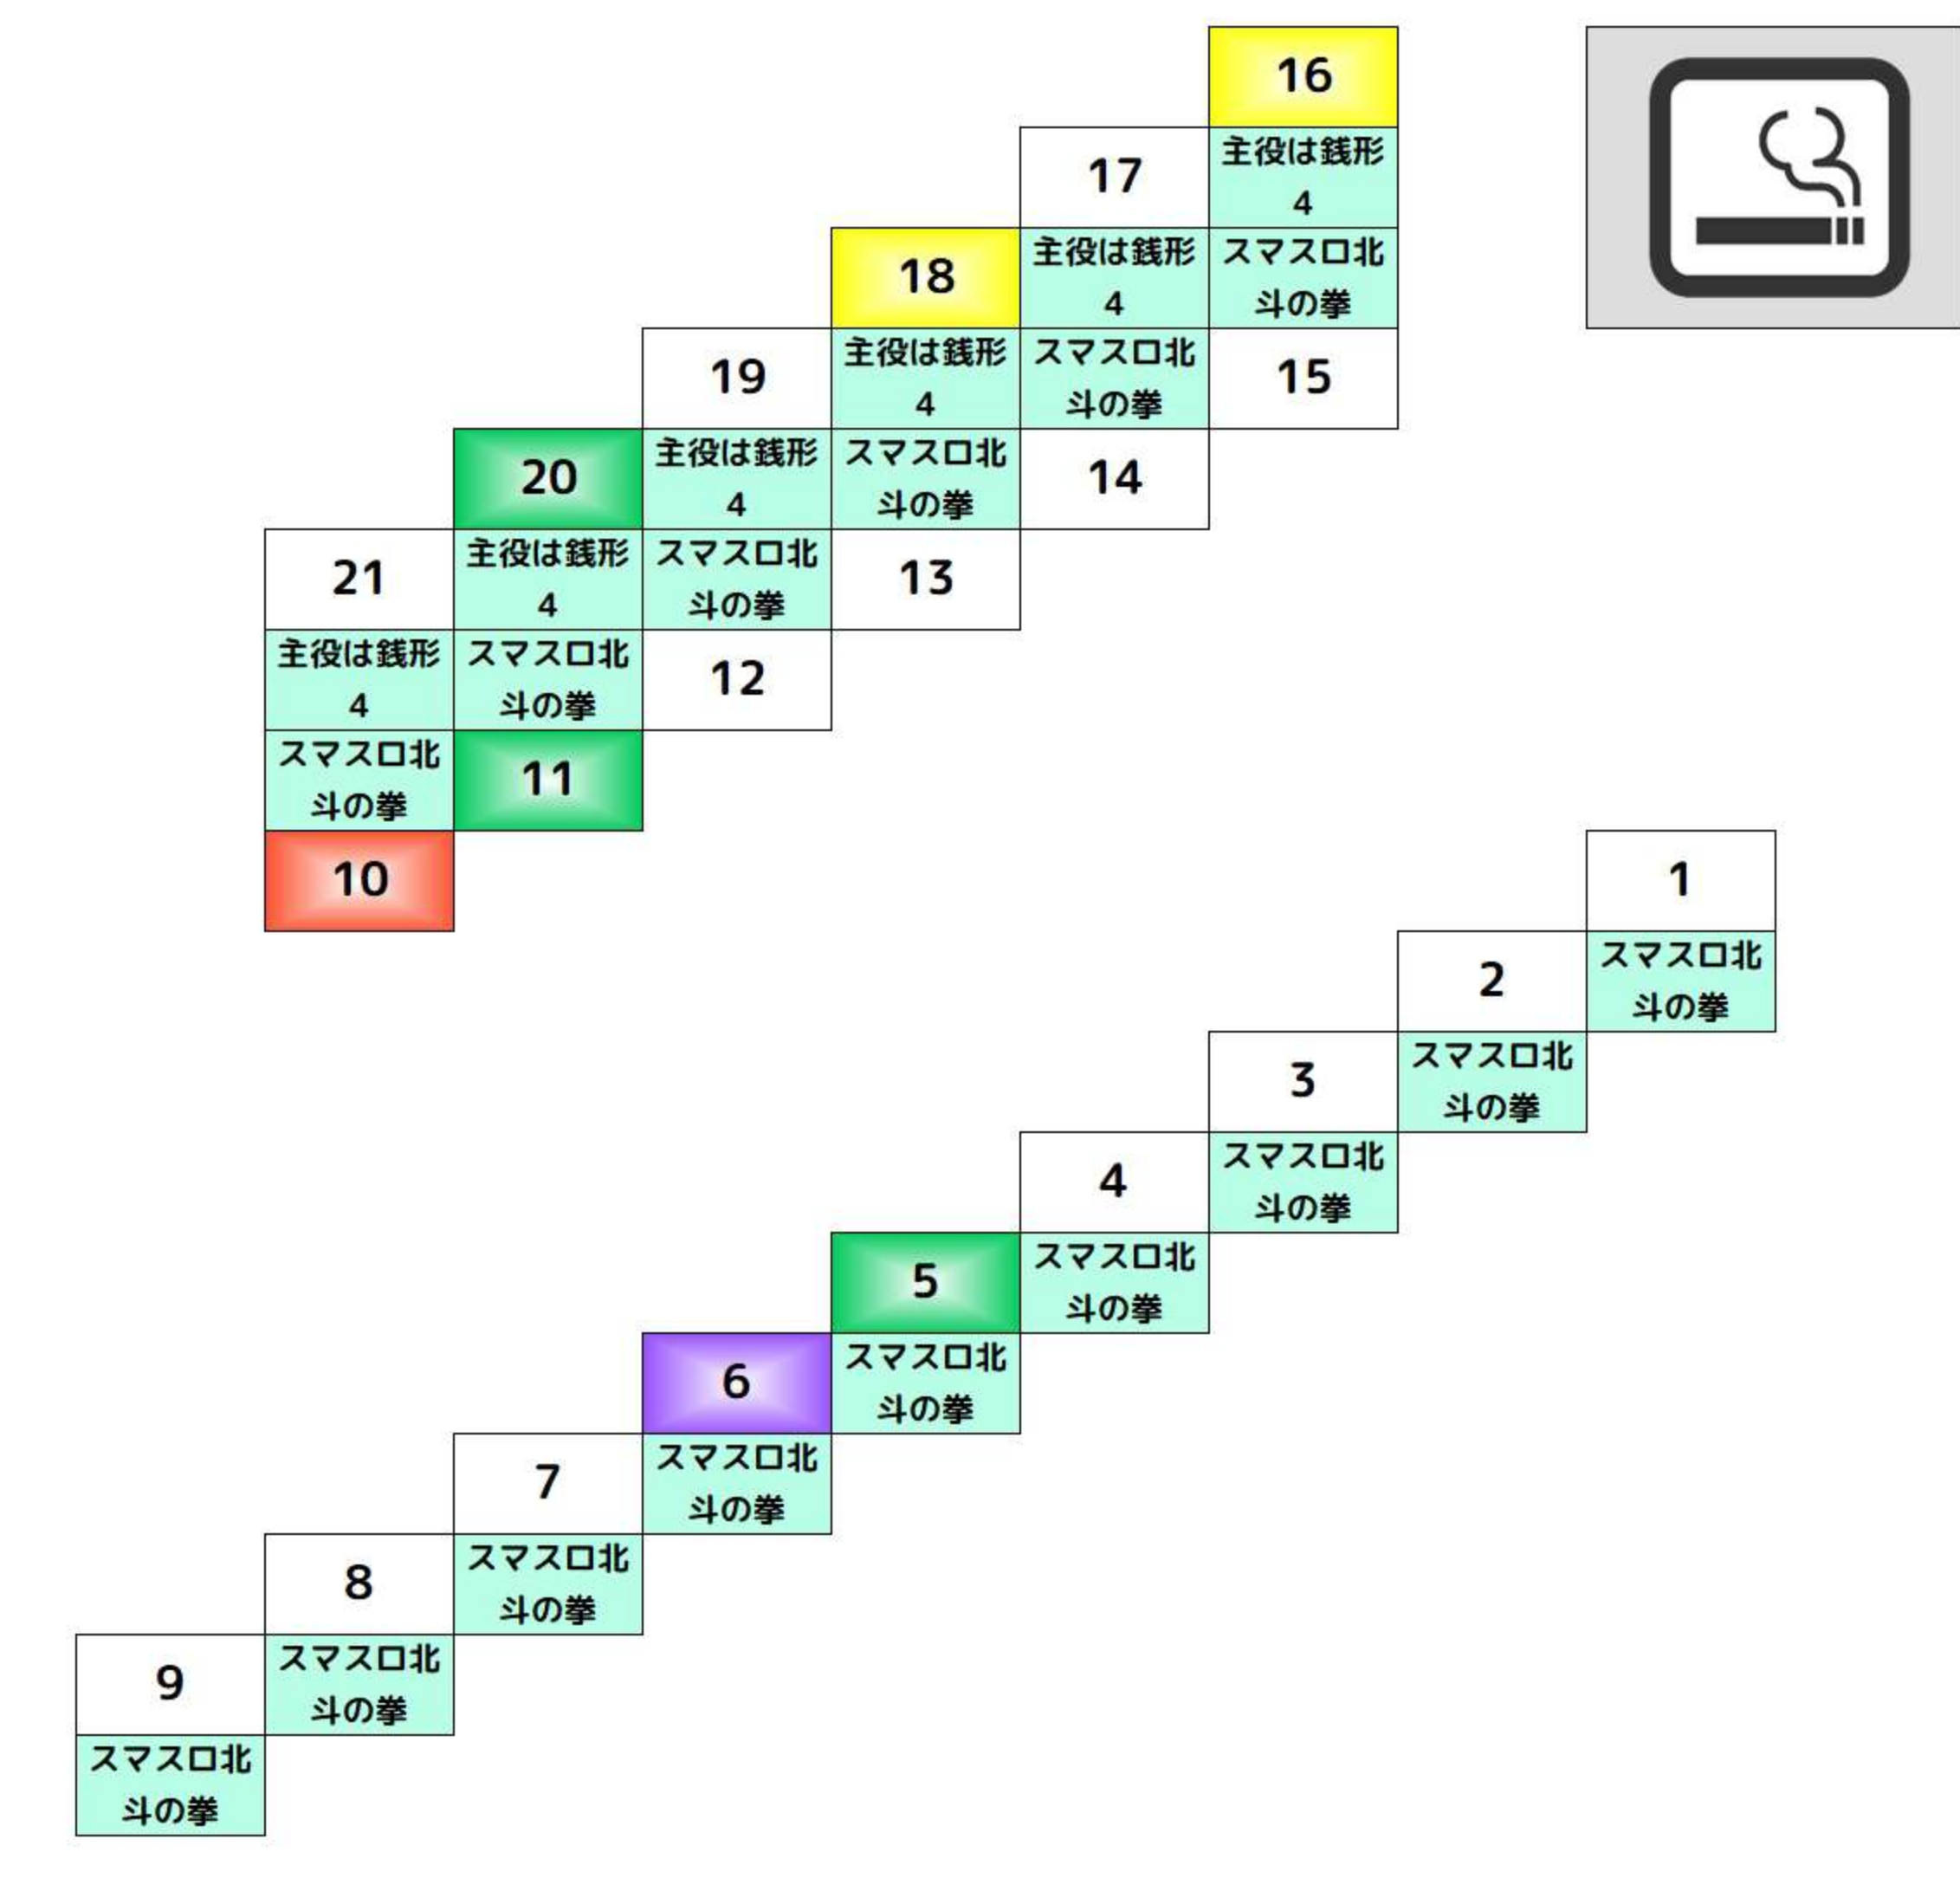 16
17
主役は銭形
4
18
主役は銭形
4
スマスロ北
斗の拳
19
主役は銭形
4
スマスロ北
斗の拳
15
20
主役は銭形
4
スマスロ北
斗の拳
14
21
主役は銭形
4
スマスロ北
斗の拳
13
主役は銭形
4
スマスロ北
斗の拳
12
スマスロ北
斗の拳
11
10
1
2
スマスロ北
斗の拳
3
スマスロ北
斗の拳
4
スマスロ北
斗の拳
5
スマスロ北
斗の拳
6
スマスロ北
斗の拳
7
スマスロ北
斗の拳
8
スマスロ北
斗の拳
9
スマスロ北
斗の拳
スマスロ北
斗の拳